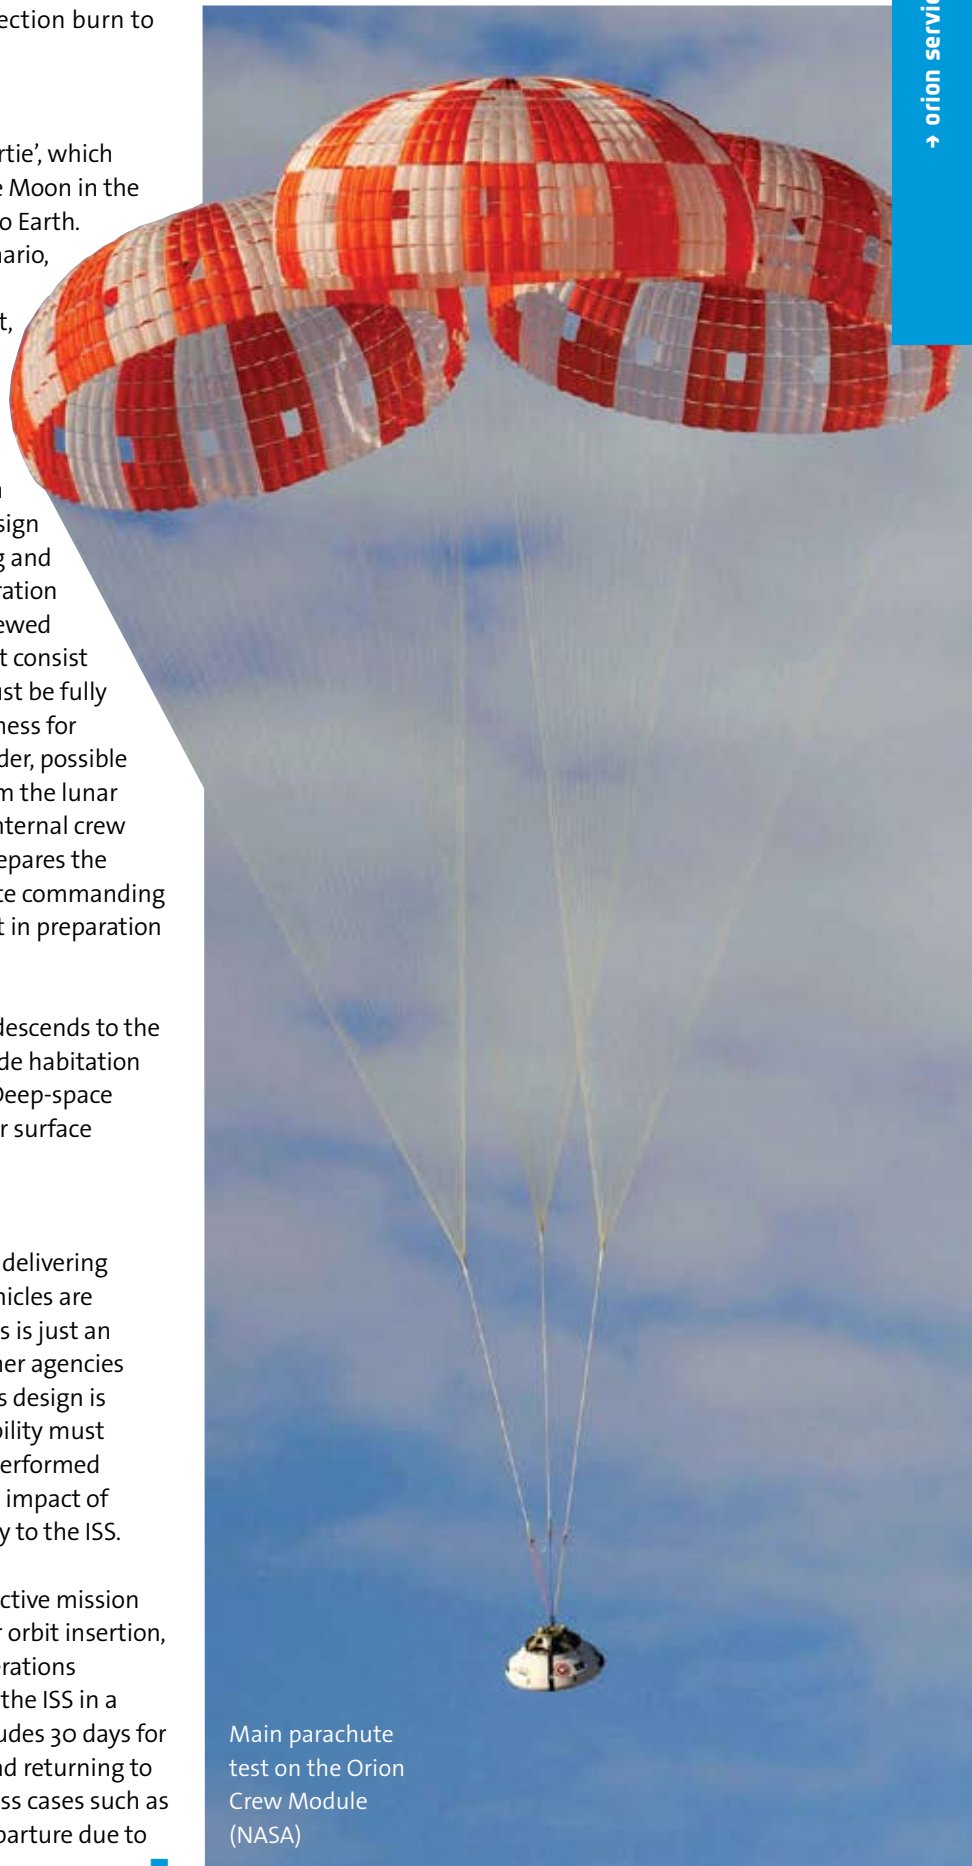 ection burn to
rtie’, which
e Moon in the
o Earth.
nario,
t,
sign
g and
ration
ewed
t consist
ust be fully
ness for
der, possible
m the lunar
nternal crew
epares the
te commanding
t in preparation
descends to the
de habitation
Deep-space
r surface
delivering
hicles are
s is just an
her agencies
s design is
bility must
erformed
impact of
y to the ISS.
ctive mission
r orbit insertion,
erations
the ISS in a
udes 30 days for
nd returning to
ss cases such as
parture due to
→ orion servic
Main parachute
test on the Orion
Crew Module
(NASA)